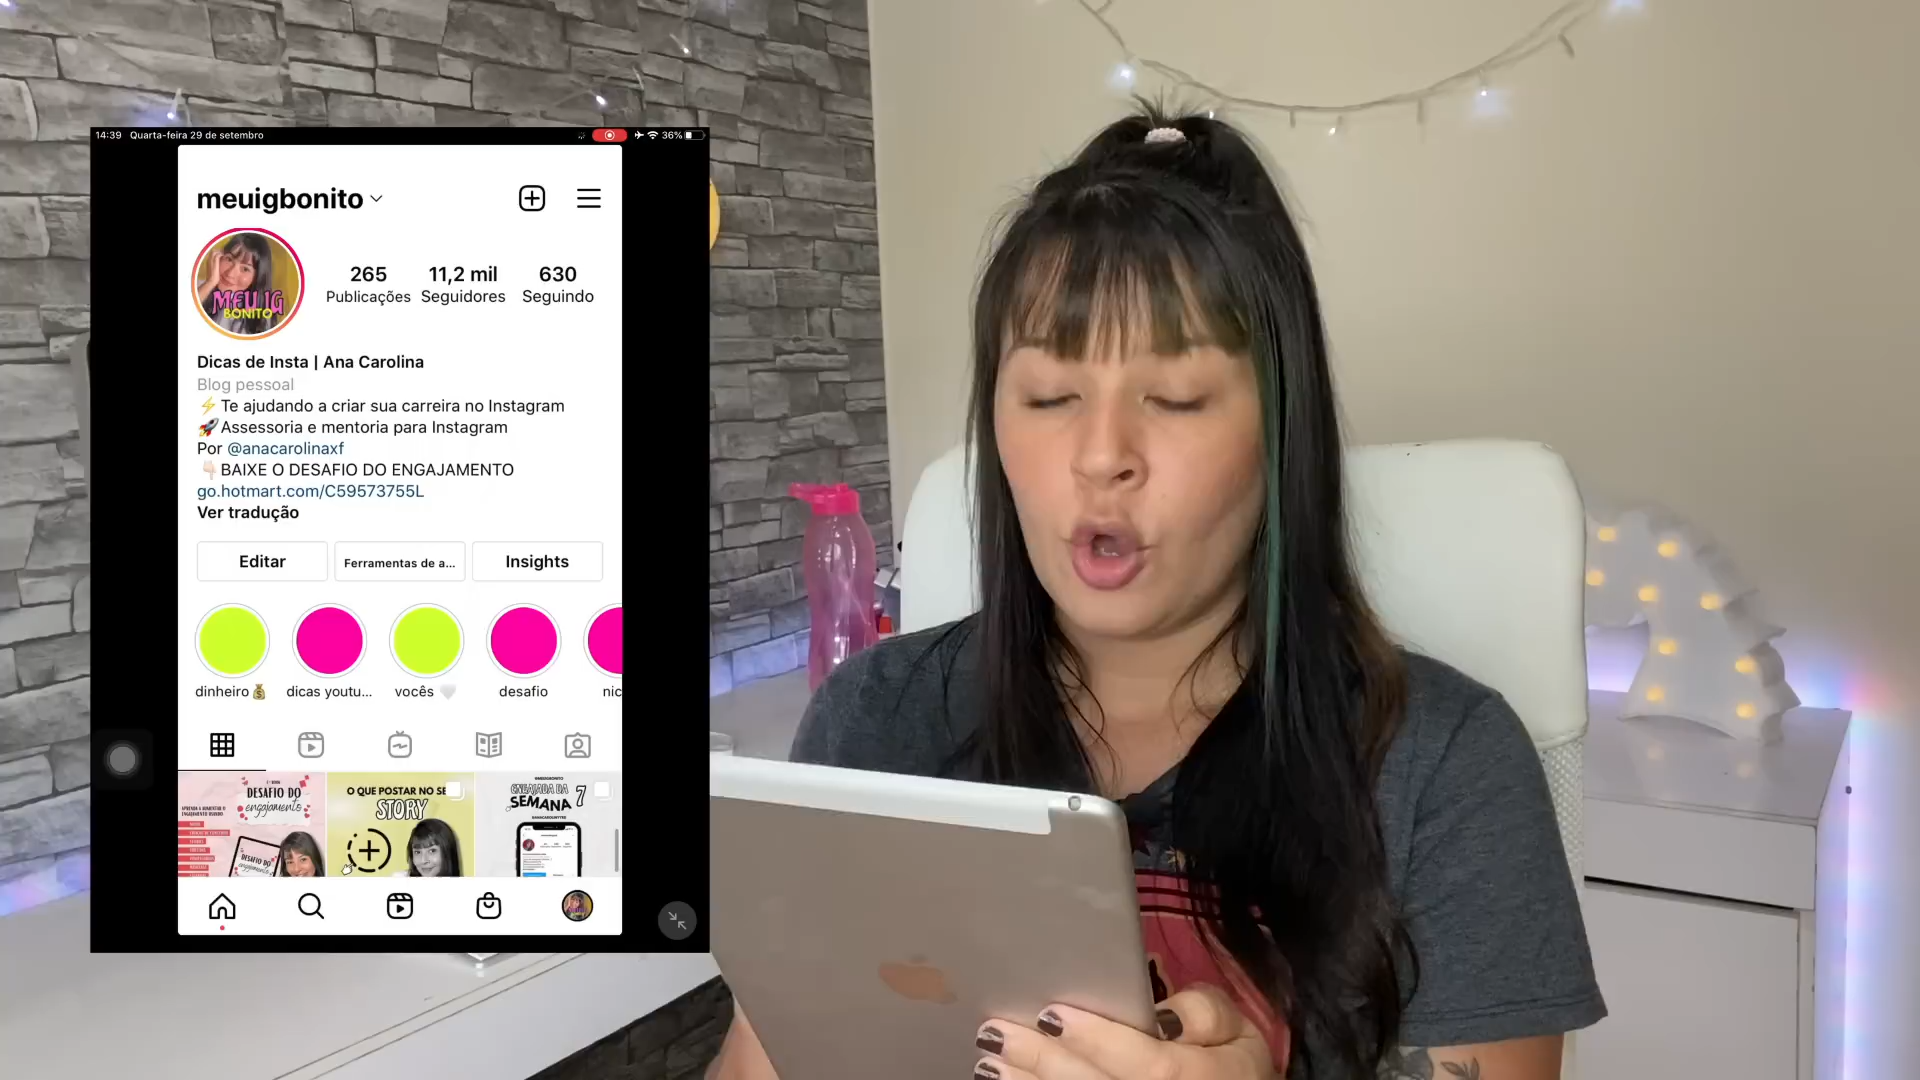 14:39 Quarta-feira 29 de setembro
36%
meuigbonito
265
11,2 mil
630
Publicações
Seguidores
Seguindo
MEU IG
BONITO
Dicas de Insta | Ana Carolina
Blog pessoal
⚡Te ajudando a criar sua carreira no Instagram
🚀Assessoria e mentoria para Instagram
Por @anacarolinaxf
👇🏻BAIXE O DESAFIO DO ENGAJAMENTO
go.hotmart.com/C59573755L
Ver tradução
Editar
Ferramentas de a...
Insights
dinheiro 💰
dicas youtu...
vocês 🤍
desafio
nic
DESAFIO DO
engajamento
O QUE POSTAR NO SE
STORY
ENGAJADA DA
SEMANA 7